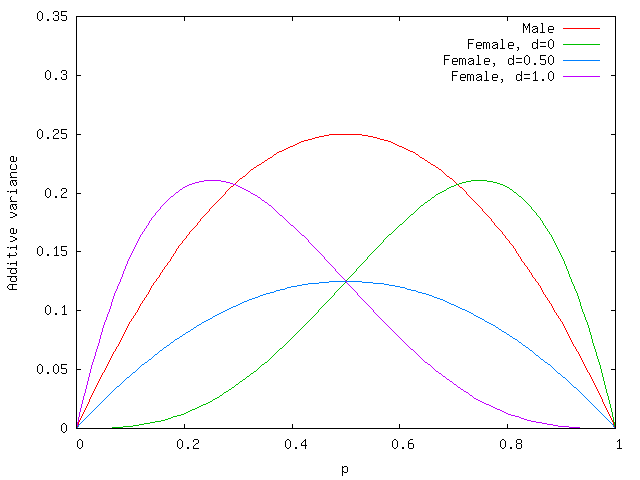 0.35
0.3
0.25
0.2
0.15
0.1
0.05
0
Additive variance
Male
Female, d=0
Female, d=0.50
Female, d=1.0
0 0.2 0.4 0.6 0.8 1
p